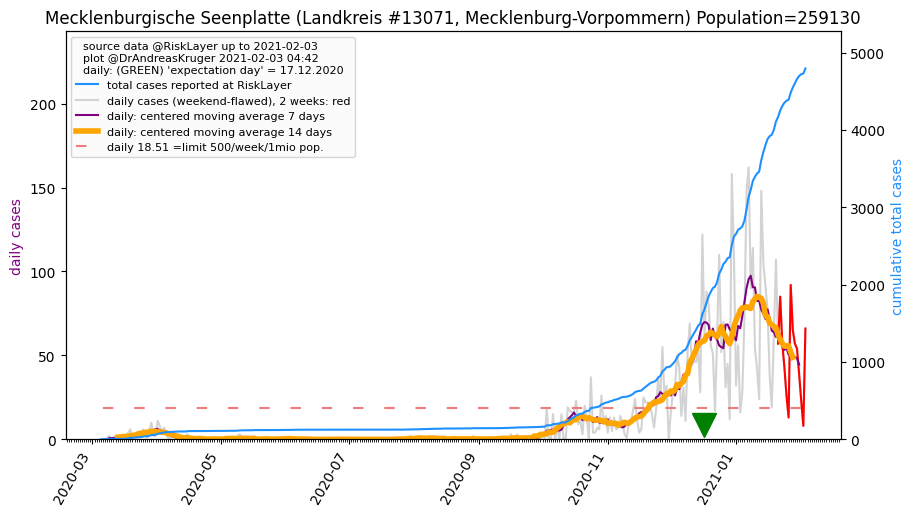 Mecklenburgische Seenplatte (Landkreis #13071, Mecklenburg-Vorpommern) Population=259130
source data @RiskLayer up to 2021-02-03
plot @DrAndreasKruger 2021-02-03 04:42
daily: (GREEN) 'expectation day' = 17.12.2020
total cases reported at RiskLayer
daily cases (weekend-flawed), 2 weeks: red
daily: centered moving average 7 days
daily: centered moving average 14 days
daily 18.51 =limit 500/week/1mio pop.
daily cases
200
150
100
50
0
cumulative total cases
5000
4000
3000
2000
1000
0
2020-03
2020-05
2020-07
2020-09
2020-11
2021-01